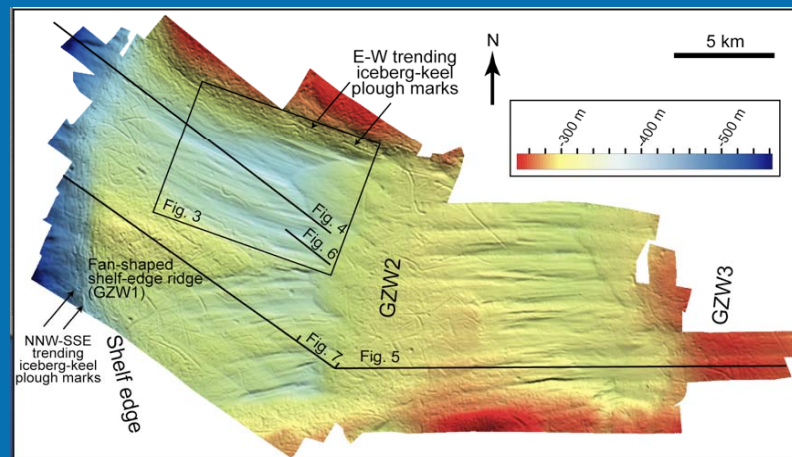 E-W trending
iceberg-keel
plough marks
N
5 km
-300 m
-400 m
-500 m
Fig. 3
Fig. 4
Fig. 6
Fan-shaped
shelf-edge ridge
(GZW1)
GZW2
GZW3
NNW-SSE
trending
iceberg-keel
plough marks
Shelf edge
Fig. 7
Fig. 5